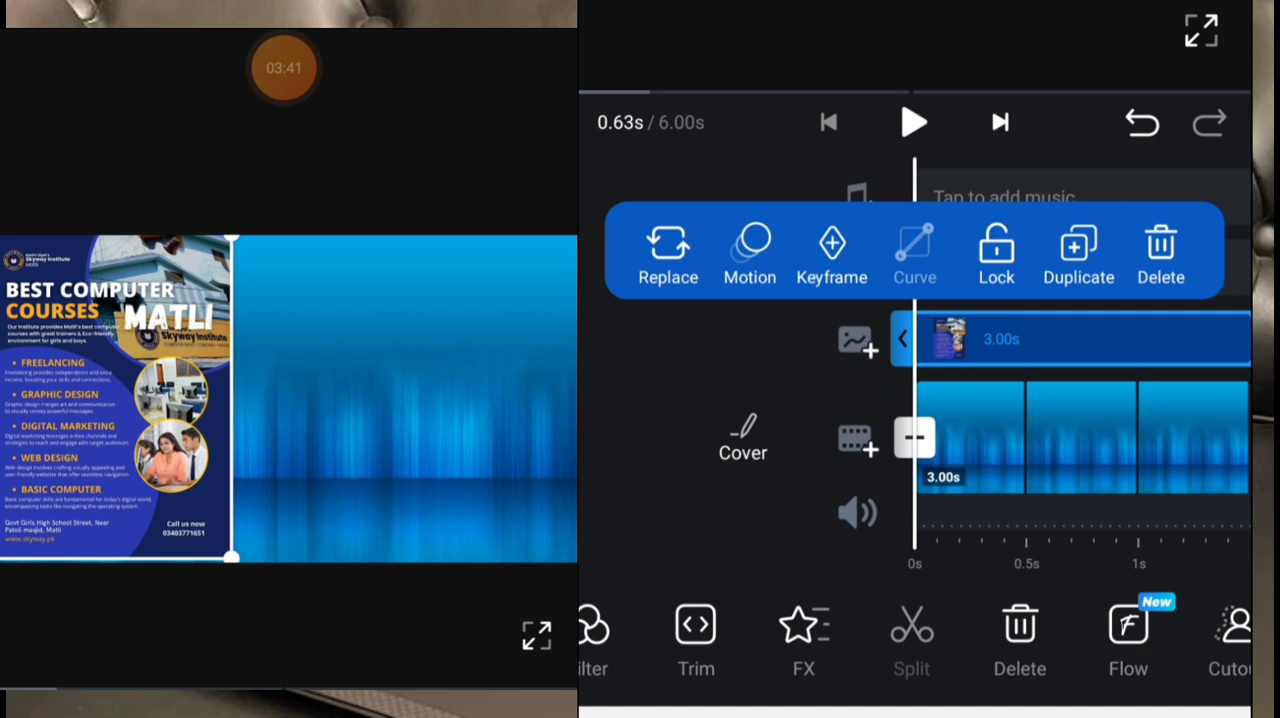 03:41
Skyway Institute
Matli
BEST COMPUTER
COURSES
MATLI
Our institute provides Matli's best computer
courses with great trainers & Eco-friendly
environment for girls and boys.
Skyway Institute
• FREELANCING
Freelancing provides independence and extra
income, boosting your skills and connections.
• GRAPHIC DESIGN
Graphic design merges art and communication
to visually convey powerful messages.
• DIGITAL MARKETING
Digital marketing leverages online channels and
strategies to reach and engage with target audiences
• WEB DESIGN
Web design involves crafting visually appealing and
user-friendly websites that offer seamless navigation.
• BASIC COMPUTER
Basic computer skills are fundamental for today's digital world,
encompassing tasks like navigating the operating system
Govt Girls High School Street, Near
Patoli masjid, Matli
www.skyway.pk
Call us now
03403771651
0.63s / 6.00s
Tap to add music
Replace
Motion
Keyframe
Curve
Lock
Duplicate
Delete
3.00s
Cover
3.00s
0s
0.5s
1s
New
ilter
Trim
FX
Split
Delete
Flow
Cutou